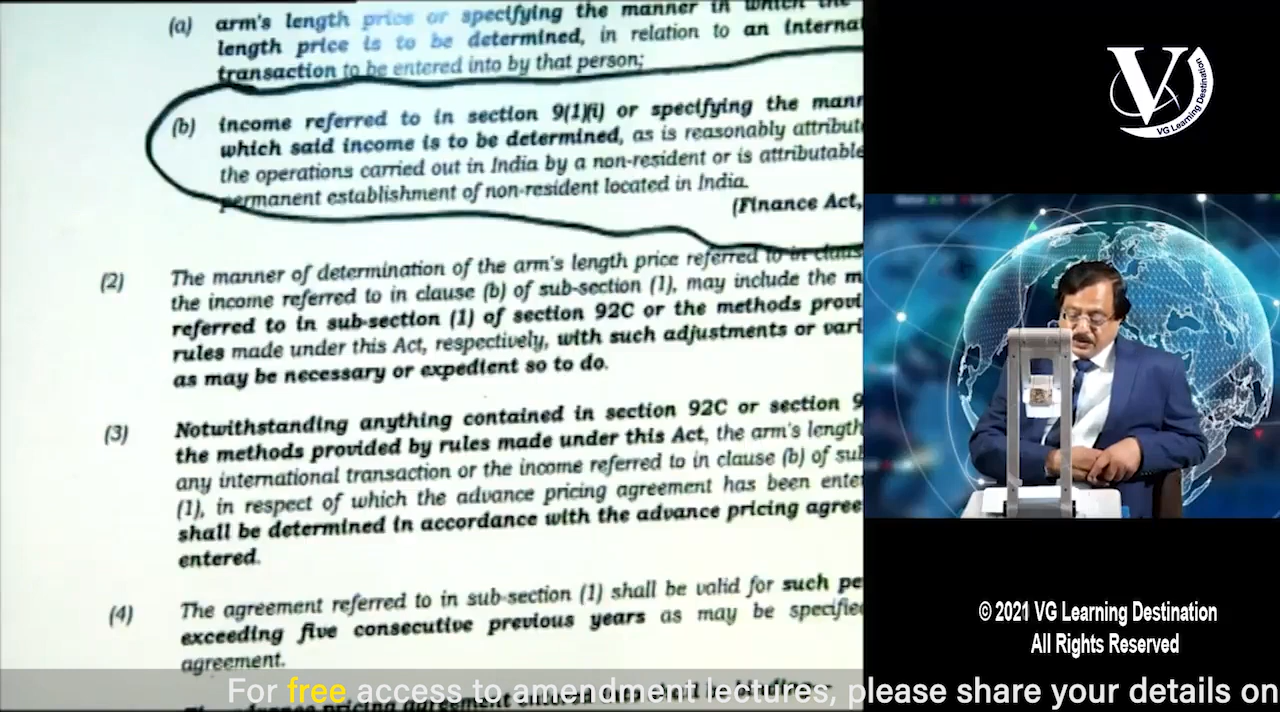 (a) arm's length price or specifying the manner in which the
length price is to be determined, in relation to an
transaction to be entered into by that person;
(b) income referred to in section 9(1)(i) or specifying the
which said income is to be determined, as is reasonably
the operations carried out in India by a non-resident or is attributable
permanent establishment of non-resident located in India.
(Finance Act,
(2) The manner of determination of the arm's length price referred to in
the income referred to in clause (b) of sub-section (1), may include the
referred to in sub-section (1) of section 92C or the methods
rules made under this Act, respectively, with such adjustments or
as may be necessary or expedient so to do.
(3) Notwithstanding anything contained in section 92C or section
the methods provided by rules made under this Act, the arm's length
any international transaction or the income referred to in clause (b) of
(1), in respect of which the advance pricing agreement has been
shall be determined in accordance with the advance pricing
entered.
(4) The agreement referred to in sub-section (1) shall be valid for such
exceeding five consecutive previous years as may be
agreement.
advance pricing agreement entered into shall be binding
V
VG Learning Destination
© 2021 VG Learning Destination
All Rights Reserved
For free access to amendment lectures, please share your details on